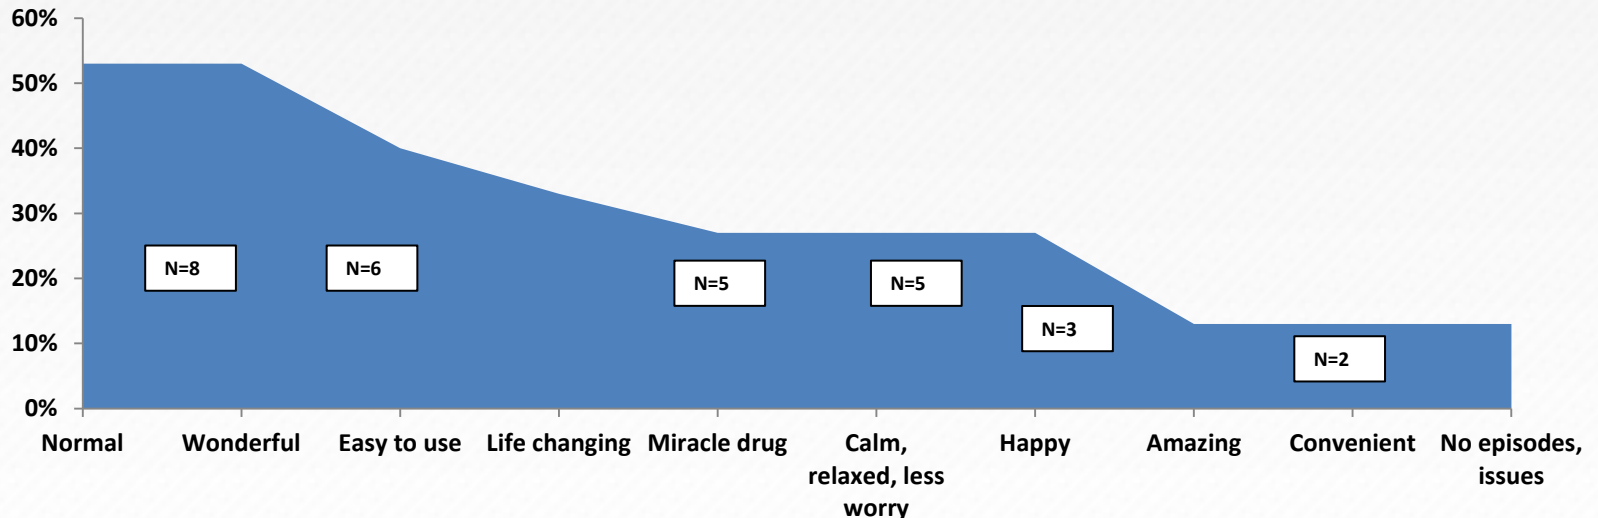 60%
50%
40%
30%
20%
10%
0%
N=8
N=6
N=5
N=5
N=3
N=2
Normal
Wonderful
Easy to use
Life changing
Miracle drug
Calm,
relaxed, less
worry
Happy
Amazing
Convenient
No episodes,
issues